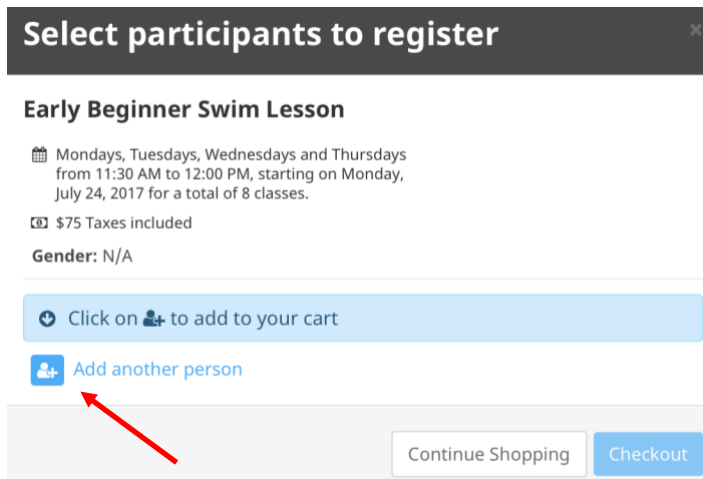 Select participants to register
×
Early Beginner Swim Lesson
Mondays, Tuesdays, Wednesdays and Thursdays
from 11:30 AM to 12:00 PM, starting on Monday,
July 24, 2017 for a total of 8 classes.
$75 Taxes included
Gender: N/A
Click on to add to your cart
Add another person
Continue Shopping
Checkout